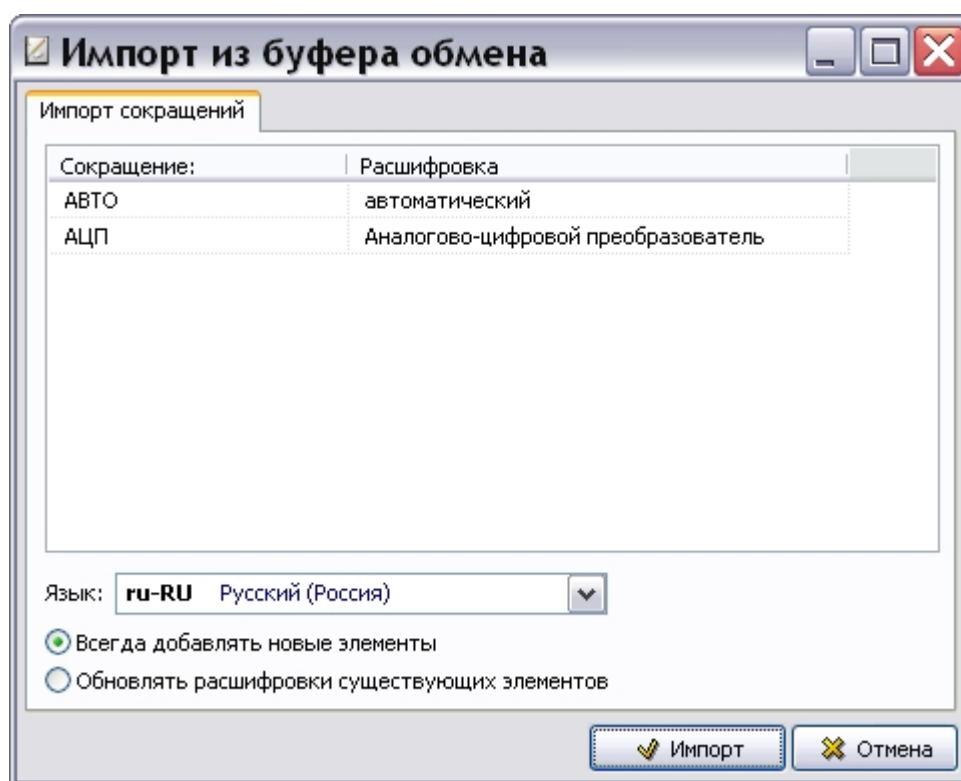 Импорт из буфера обмена
Импорт сокращений
Сокращение: Расшифровка
АВТО автоматический
АЦП Аналогово-цифровой преобразователь
Язык: ru-RU Русский (Россия)
Всегда добавлять новые элементы
Обновлять расшифровки существующих элементов
Импорт Отмена